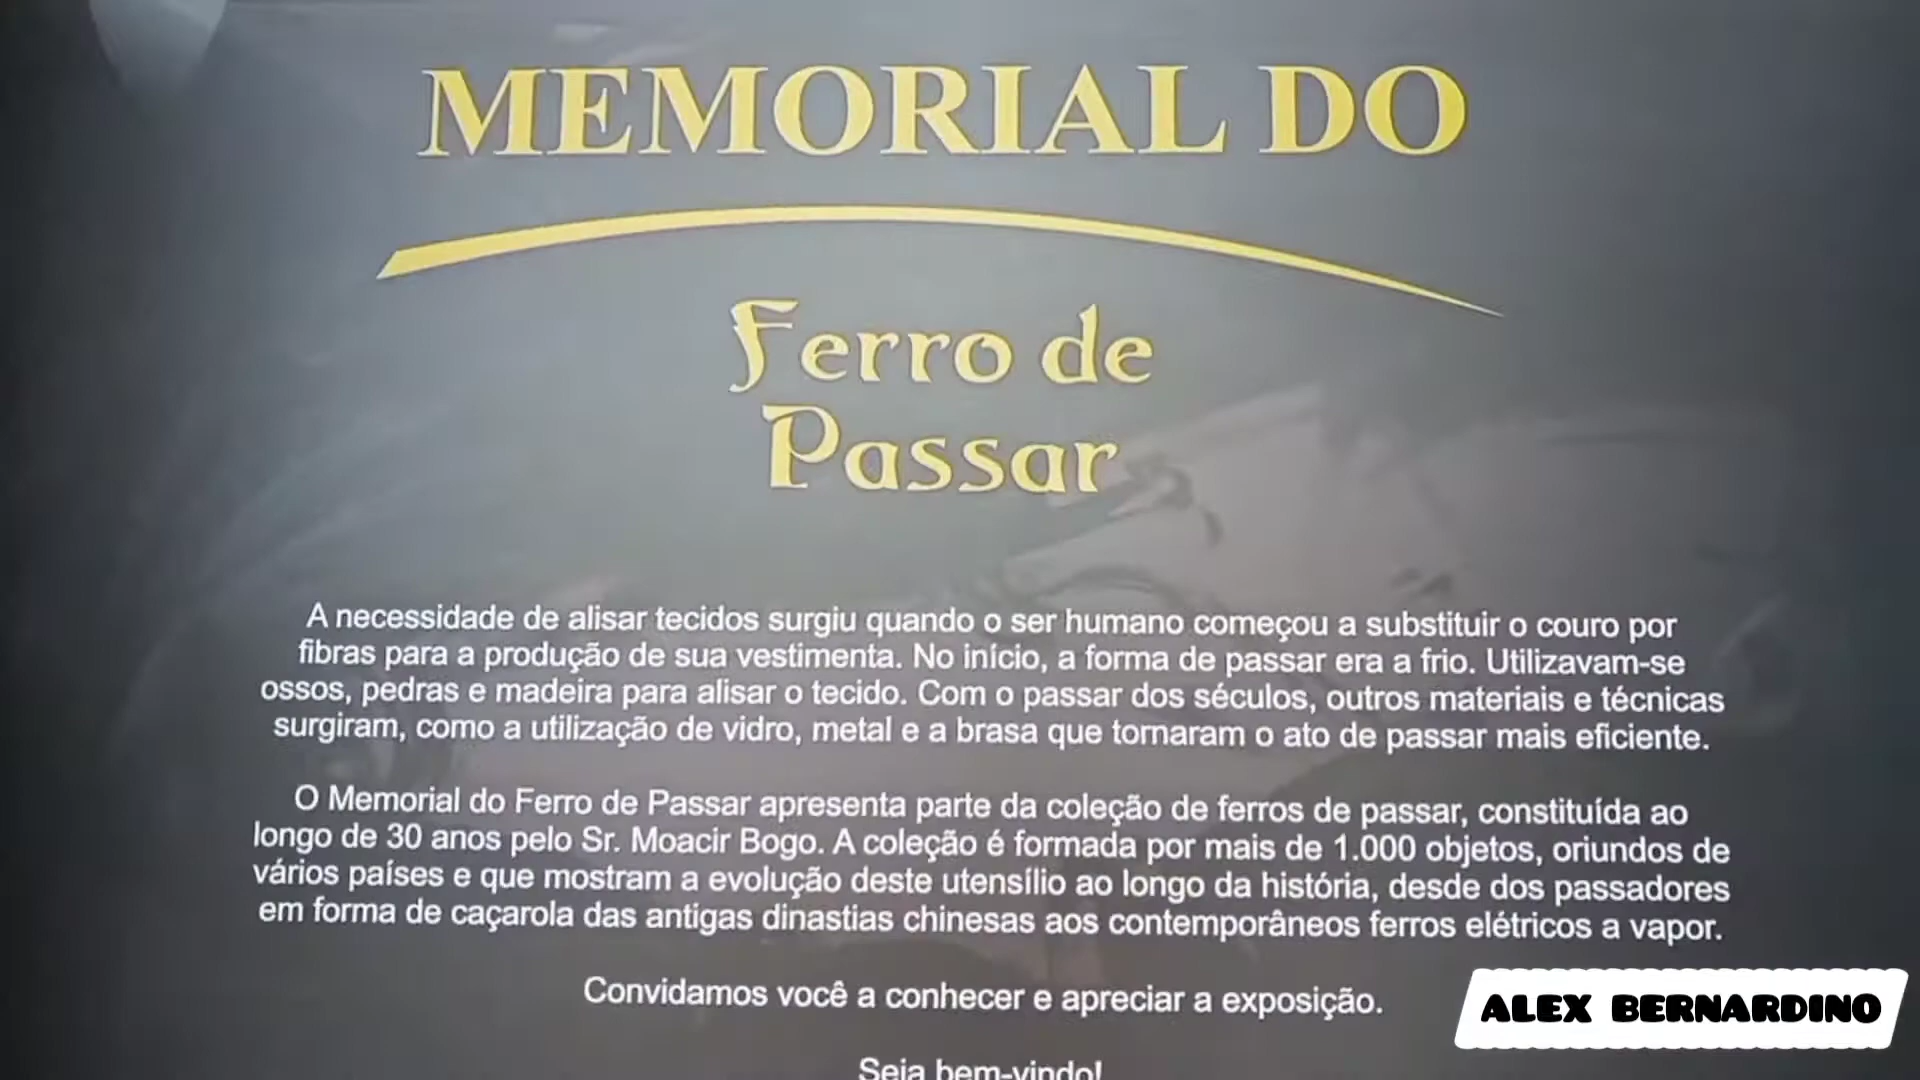 MEMORIAL DO
Ferro de
Passar
A necessidade de alisar tecidos surgiu quando o ser humano começou a substituir o couro por
fibras para a produção de sua vestimenta. No início, a forma de passar era a frio. Utilizavam-se
ossos, pedras e madeira para alisar o tecido. Com o passar dos séculos, outros materiais e técnicas
surgiram, como a utilização de vidro, metal e a brasa que tornaram o ato de passar mais eficiente.
O Memorial do Ferro de Passar apresenta parte da coleção de ferros de passar, constituída ao
longo de 30 anos pelo Sr. Moacir Bogo. A coleção é formada por mais de 1.000 objetos, oriundos de
vários países e que mostram a evolução deste utensílio ao longo da história, desde dos passadores
em forma de caçarola das antigas dinastias chinesas aos contemporâneos ferros elétricos a vapor.
Convidamos você a conhecer e apreciar a exposição.
Seja bem-vindo!
ALEX BERNARDINO